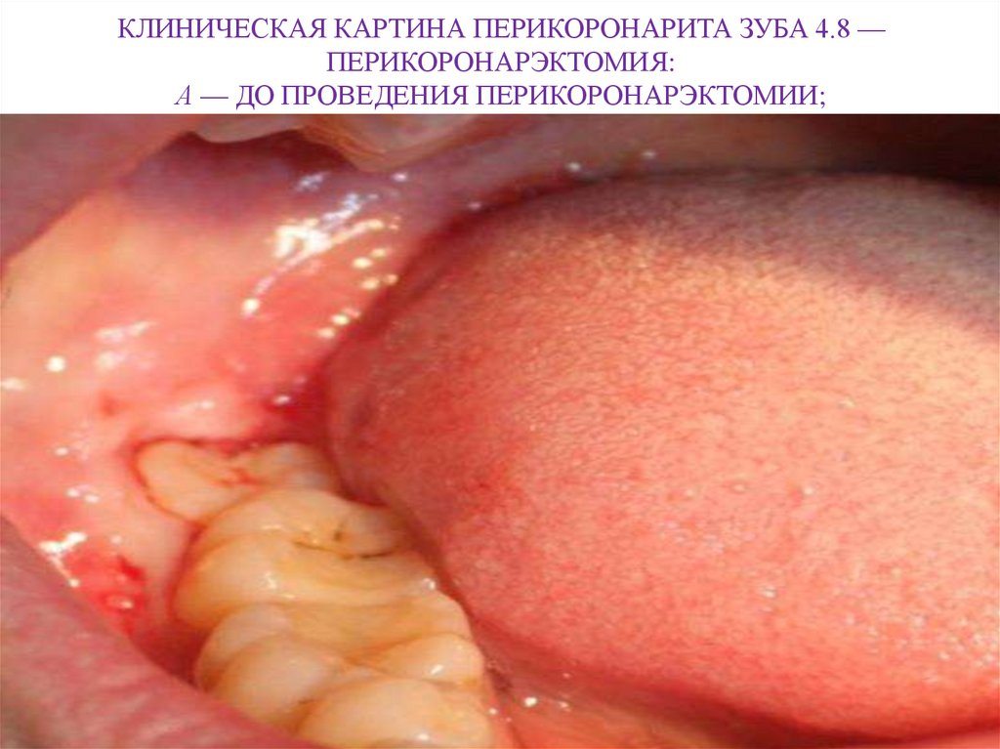 КЛИНИЧЕСКАЯ КАРТИНА ПЕРИКОРОНАРИТА ЗУБА 4.8 —
ПЕРИКОРОНАРЭКТОМИЯ:
А — ДО ПРОВЕДЕНИЯ ПЕРИКОРОНАРЭКТОМИИ;